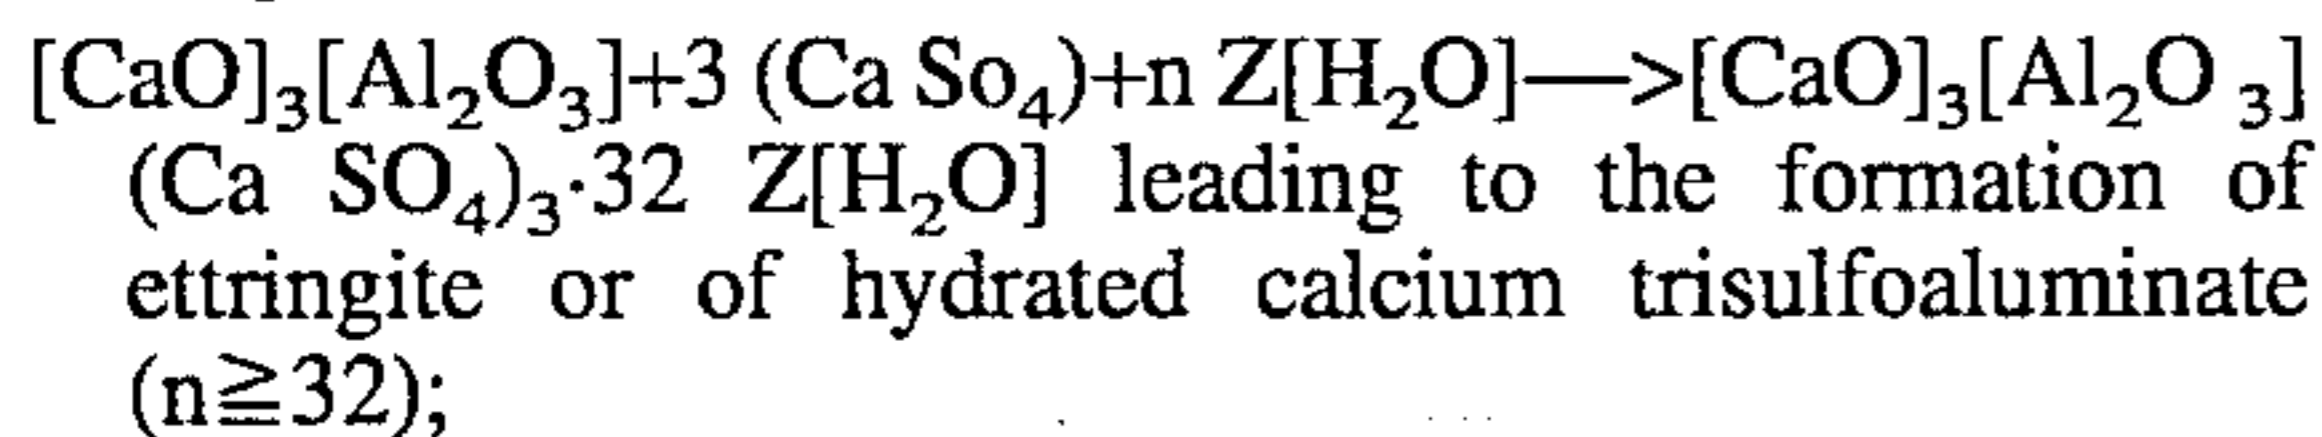 [CaO]₃[Al₂O₃]+3 (Ca So₄)+n Z[H₂O]—>[CaO]₃[Al₂O ₃]
(Ca SO₄)₃·32 Z[H₂O] leading to the formation of
ettringite or of hydrated calcium trisulfoaluminate
(n≧32);